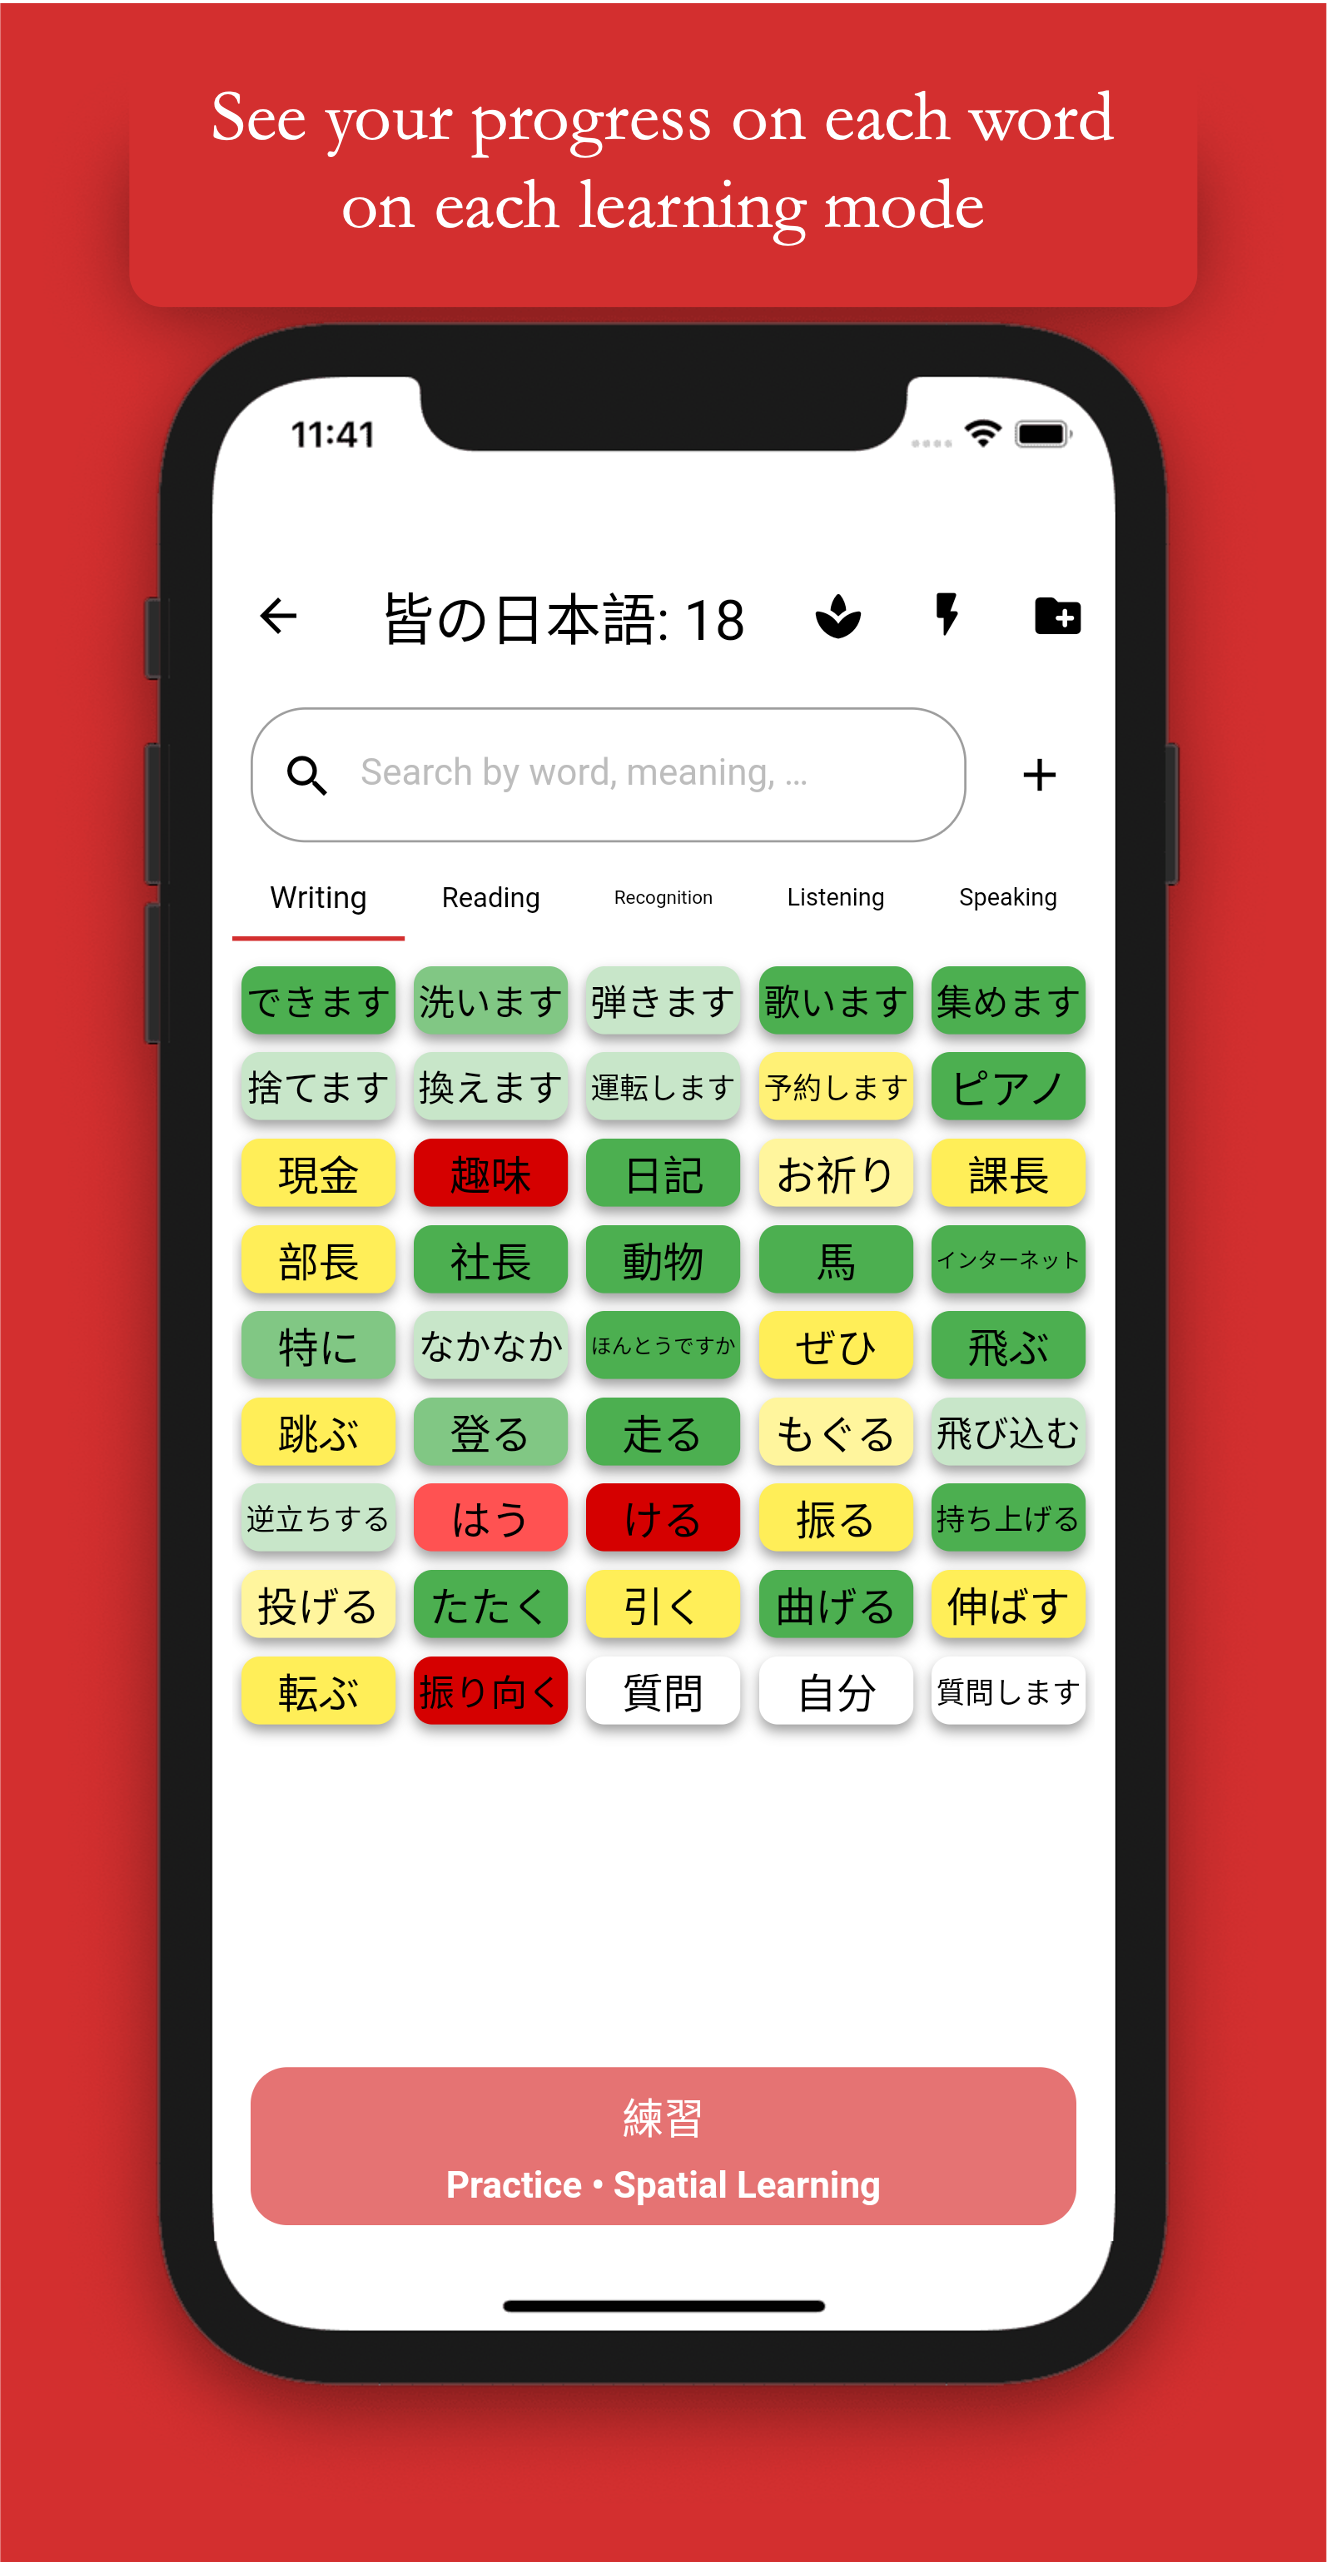 See your progress on each word
on each learning mode
11:41
皆の日本語: 18
Search by word, meaning, ...
Writing Reading Recognition Listening Speaking
できます 洗います 弾きます 歌います 集めます
捨てます 換えます 運転します 予約します ピアノ
現金 趣味 日記 お祈り 課長
部長 社長 動物 馬 インターネット
特に なかなか ほんとうですか ぜひ 飛ぶ
跳ぶ 登る 走る もぐる 飛び込む
逆立ちする はう ける 振る 持ち上げる
投げる たたく 引く 曲げる 伸ばす
転ぶ 振り向く 質問 自分 質問します
練習
Practice • Spatial Learning